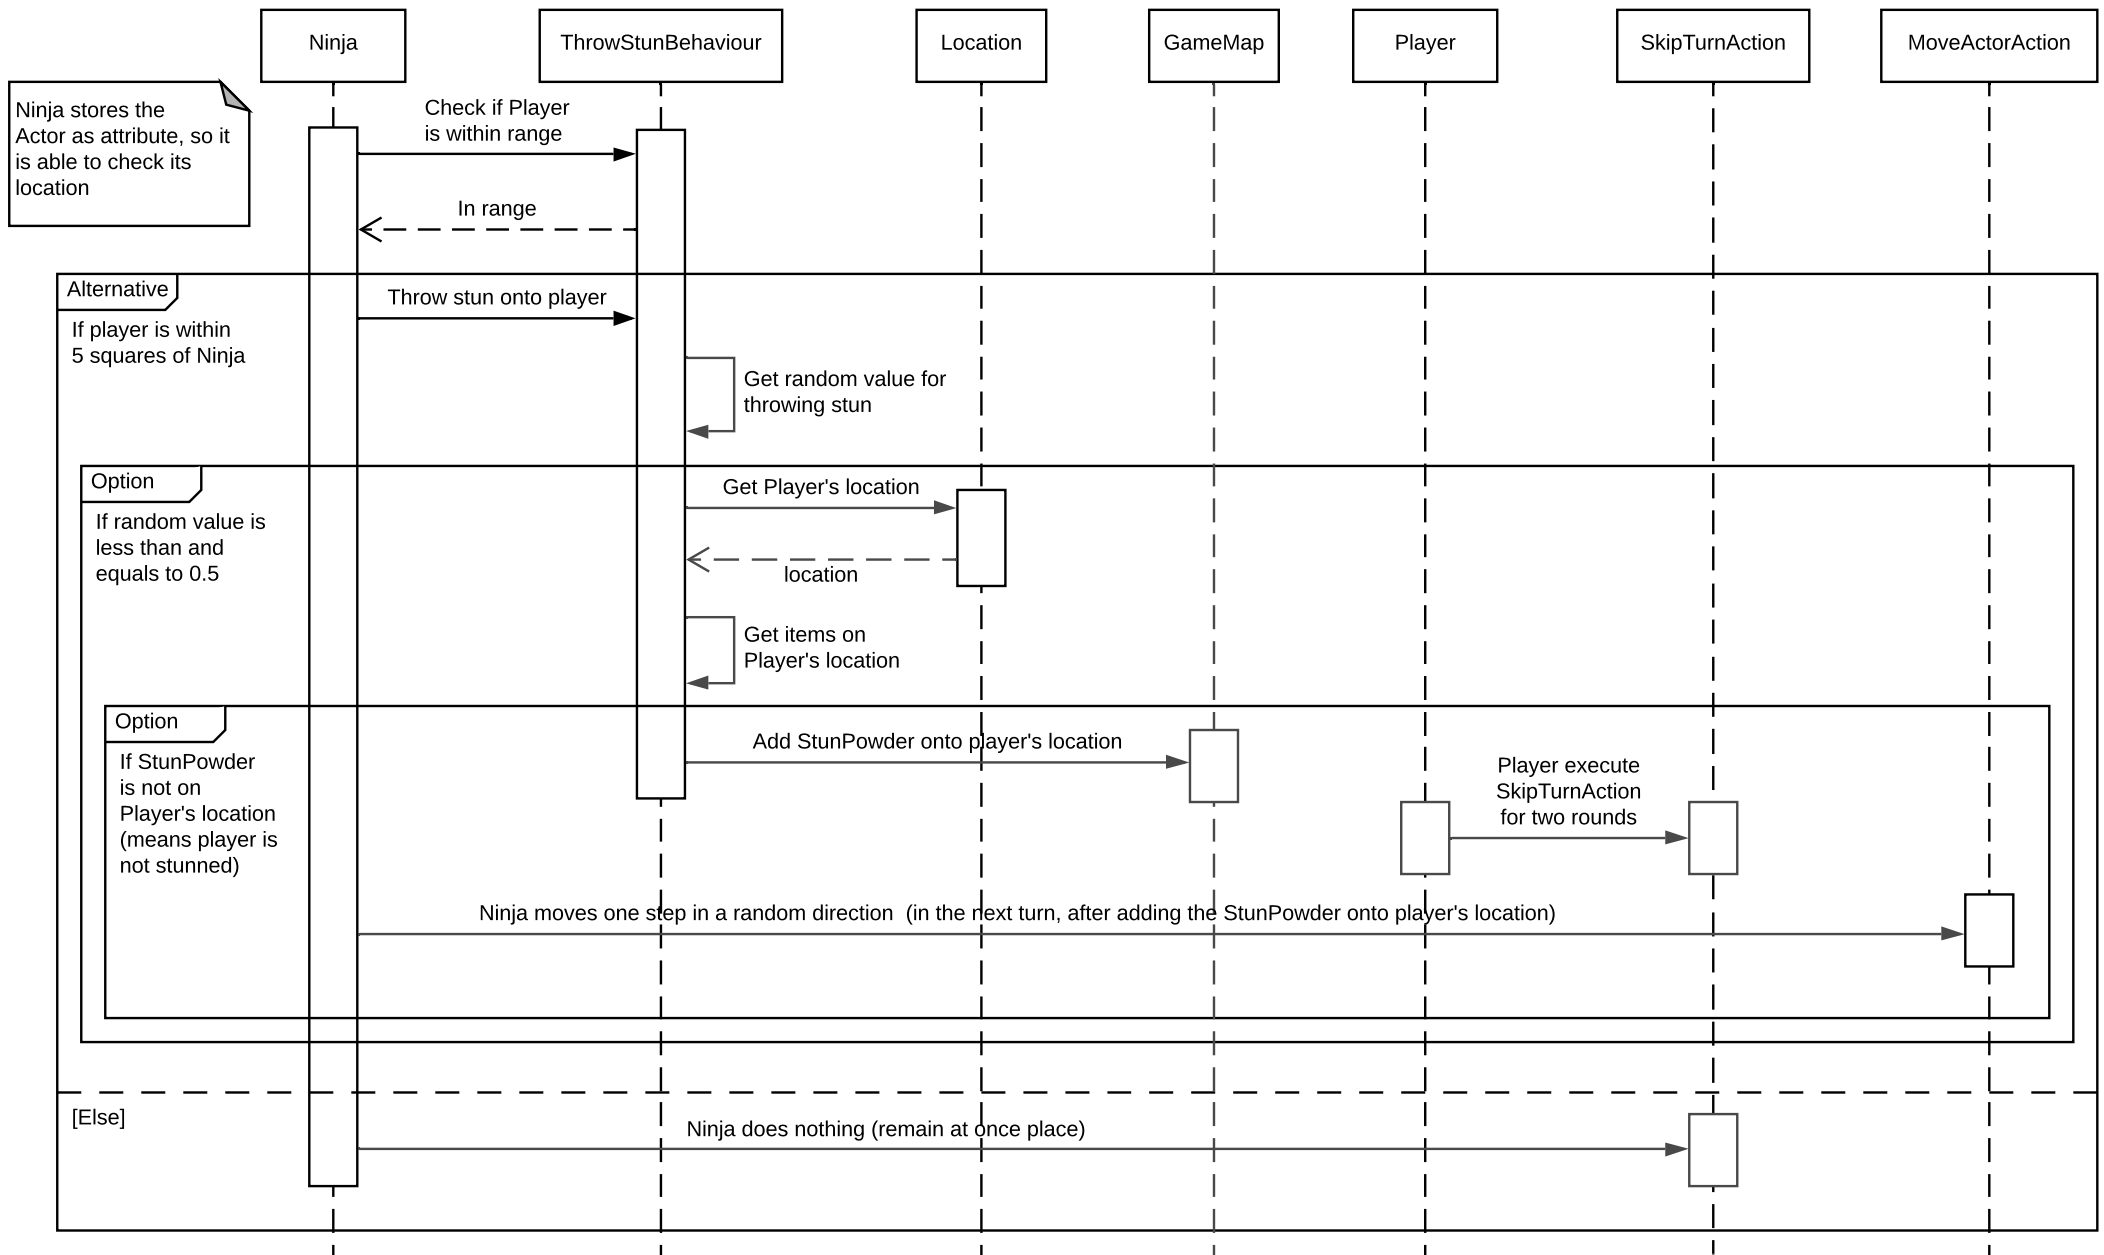 Ninja
ThrowStunBehaviour
Location
GameMap
Player
SkipTurnAction
MoveActorAction
Ninja stores the
Actor as attribute, so it
is able to check its
location
Check if Player
is within range
In range
Alternative
If player is within
5 squares of Ninja
Throw stun onto player
Get random value for
throwing stun
Option
If random value is
less than and
equals to 0.5
Get Player's location
location
Get items on
Player's location
Option
If StunPowder
is not on
Player's location
(means player is
not stunned)
Add StunPowder onto player's location
Player execute
SkipTurnAction
for two rounds
Ninja moves one step in a random direction  (in the next turn, after adding the StunPowder onto player's location)
[Else]
Ninja does nothing (remain at once place)